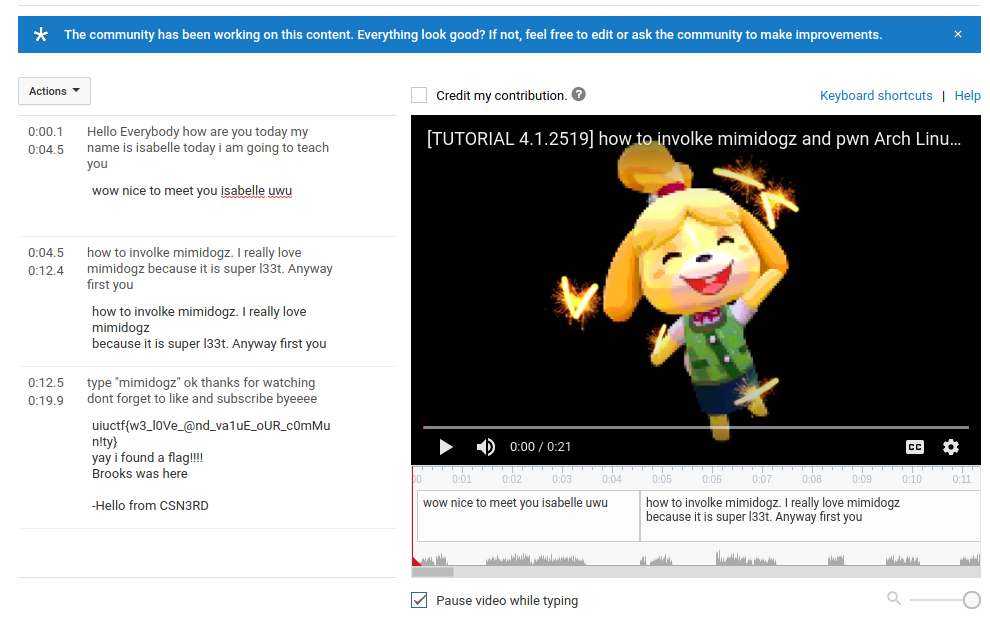 The community has been working on this content. Everything look good? If not, feel free to edit or ask the community to make improvements.
×
Actions
Credit my contribution. ?
Keyboard shortcuts | Help
0:00.1
0:04.5
Hello Everybody how are you today my
name is isabelle today i am going to teach
you
wow nice to meet you isabelle uwu
0:04.5
0:12.4
how to involke mimidogz. I really love
mimidogz because it is super l33t. Anyway
first you
how to involke mimidogz. I really love
mimidogz
because it is super l33t. Anyway first you
0:12.5
0:19.9
type "mimidogz" ok thanks for watching
dont forget to like and subscribe byeeee
uiuctf{w3_l0Ve_@nd_va1uE_oUR_c0mMu
n!ty}
yay i found a flag!!!!
Brooks was here
-Hello from CSN3RD
[TUTORIAL 4.1.2519] how to involke mimidogz and pwn Arch Linu...
0:00 / 0:21
CC
00 0:01 0:02 0:03 0:04 0:05 0:06 0:07 0:08 0:09 0:10 0:11
wow nice to meet you isabelle uwu
how to involke mimidogz. I really love mimidogz
because it is super l33t. Anyway first you
Pause video while typing